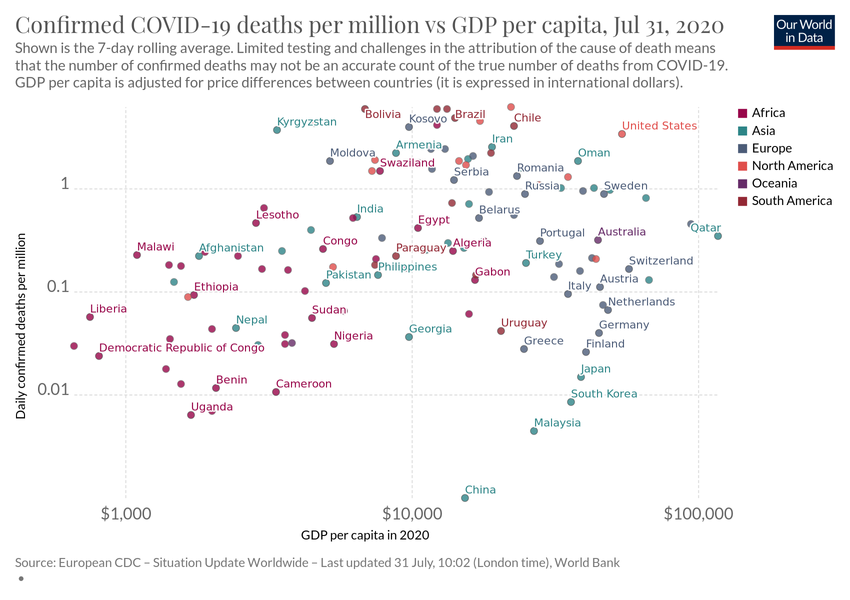 Confirmed COVID-19 deaths per million vs GDP per capita, Jul 31, 2020
Our World
in Data
Shown is the 7-day rolling average. Limited testing and challenges in the attribution of the cause of death means
that the number of confirmed deaths may not be an accurate count of the true number of deaths from COVID-19.
GDP per capita is adjusted for price differences between countries (it is expressed in international dollars).
Africa
Asia
Europe
North America
Oceania
South America
Bolivia
Kosovo
Brazil
Chile
Kyrgyzstan
United States
Iran
Armenia
Moldova
Oman
Swaziland
Romania
Serbia
1
Russia
Sweden
India
Belarus
Lesotho
Egypt
Qatar
Portugal
Australia
Malawi
Afghanistan
Congo
Paraguay
Algeria
Turkey
Switzerland
Philippines
Pakistan
Gabon
Austria
Ethiopia
0.1
Italy
Netherlands
Liberia
Sudan
Nepal
Georgia
Uruguay
Germany
Nigeria
Greece
Finland
Democratic Republic of Congo
Japan
Benin
Cameroon
0.01
South Korea
Uganda
Malaysia
China
Daily confirmed deaths per million
$1,000
$10,000
$100,000
GDP per capita in 2020
Source: European CDC – Situation Update Worldwide – Last updated 31 July, 10:02 (London time), World Bank